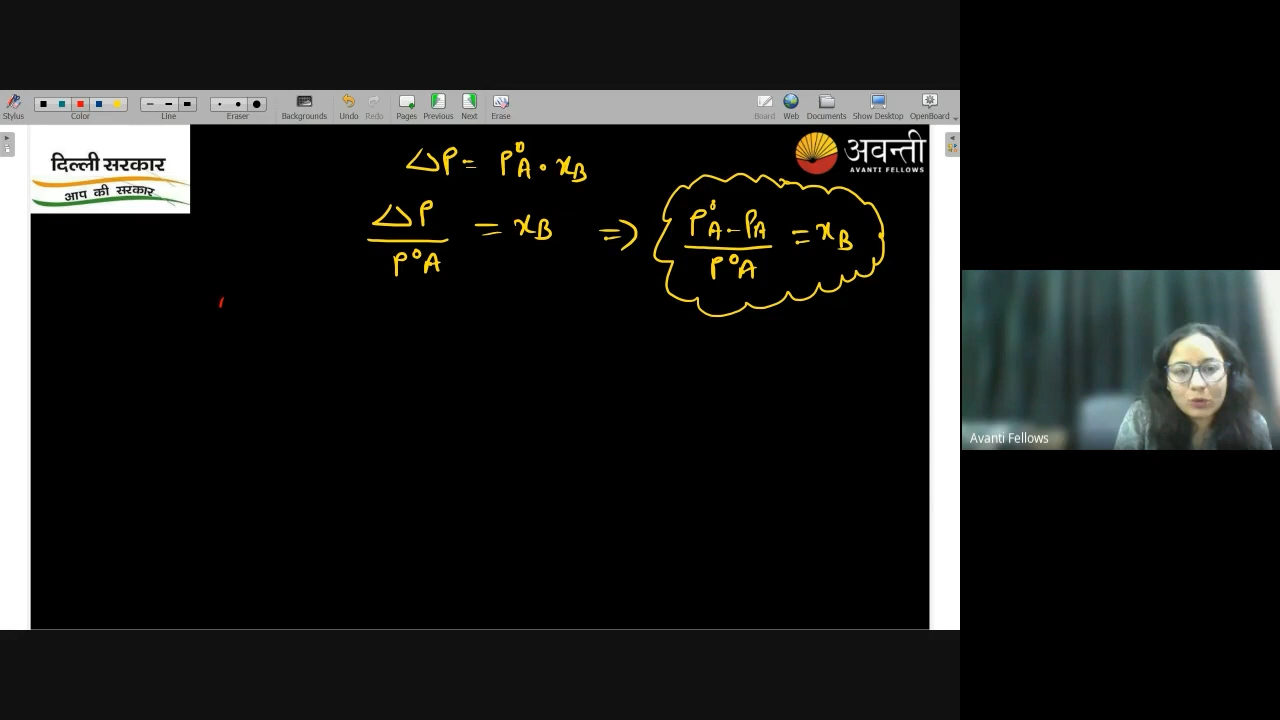 Stylus
Color
Line
Eraser
Backgrounds
Undo
Redo
Pages
Previous
Next
Erase
Board
Web
Documents
Show Desktop
OpenBoard
दिल्ली सरकार
आप की सरकार
अवन्ती
AVANTI FELLOWS
ΔP = P°A · xB
ΔP / P°A = xB ⇒ P°A - PA / P°A = xB
Avanti Fellows